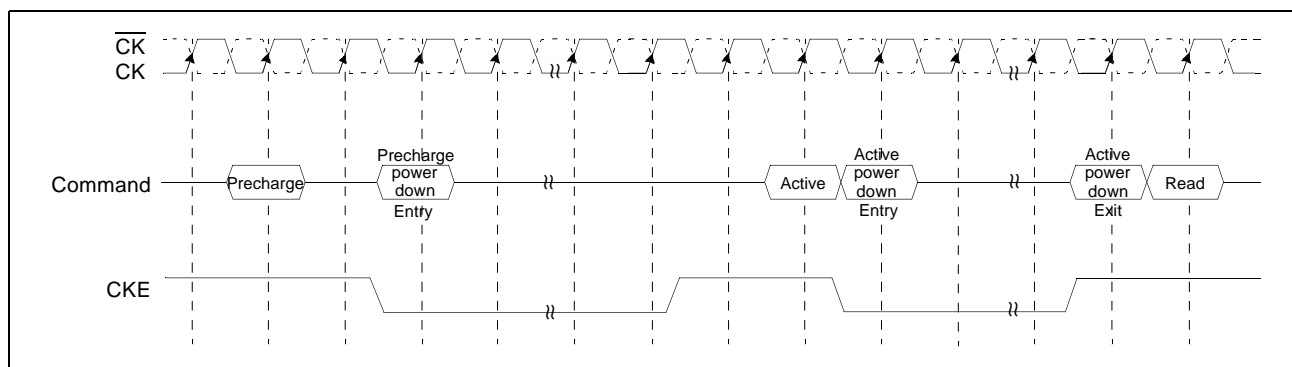 CK
CK
Command
Precharge
Precharge
power
down
Entry
Active
Active
power
down
Entry
Active
power
down
Exit
Read
CKE